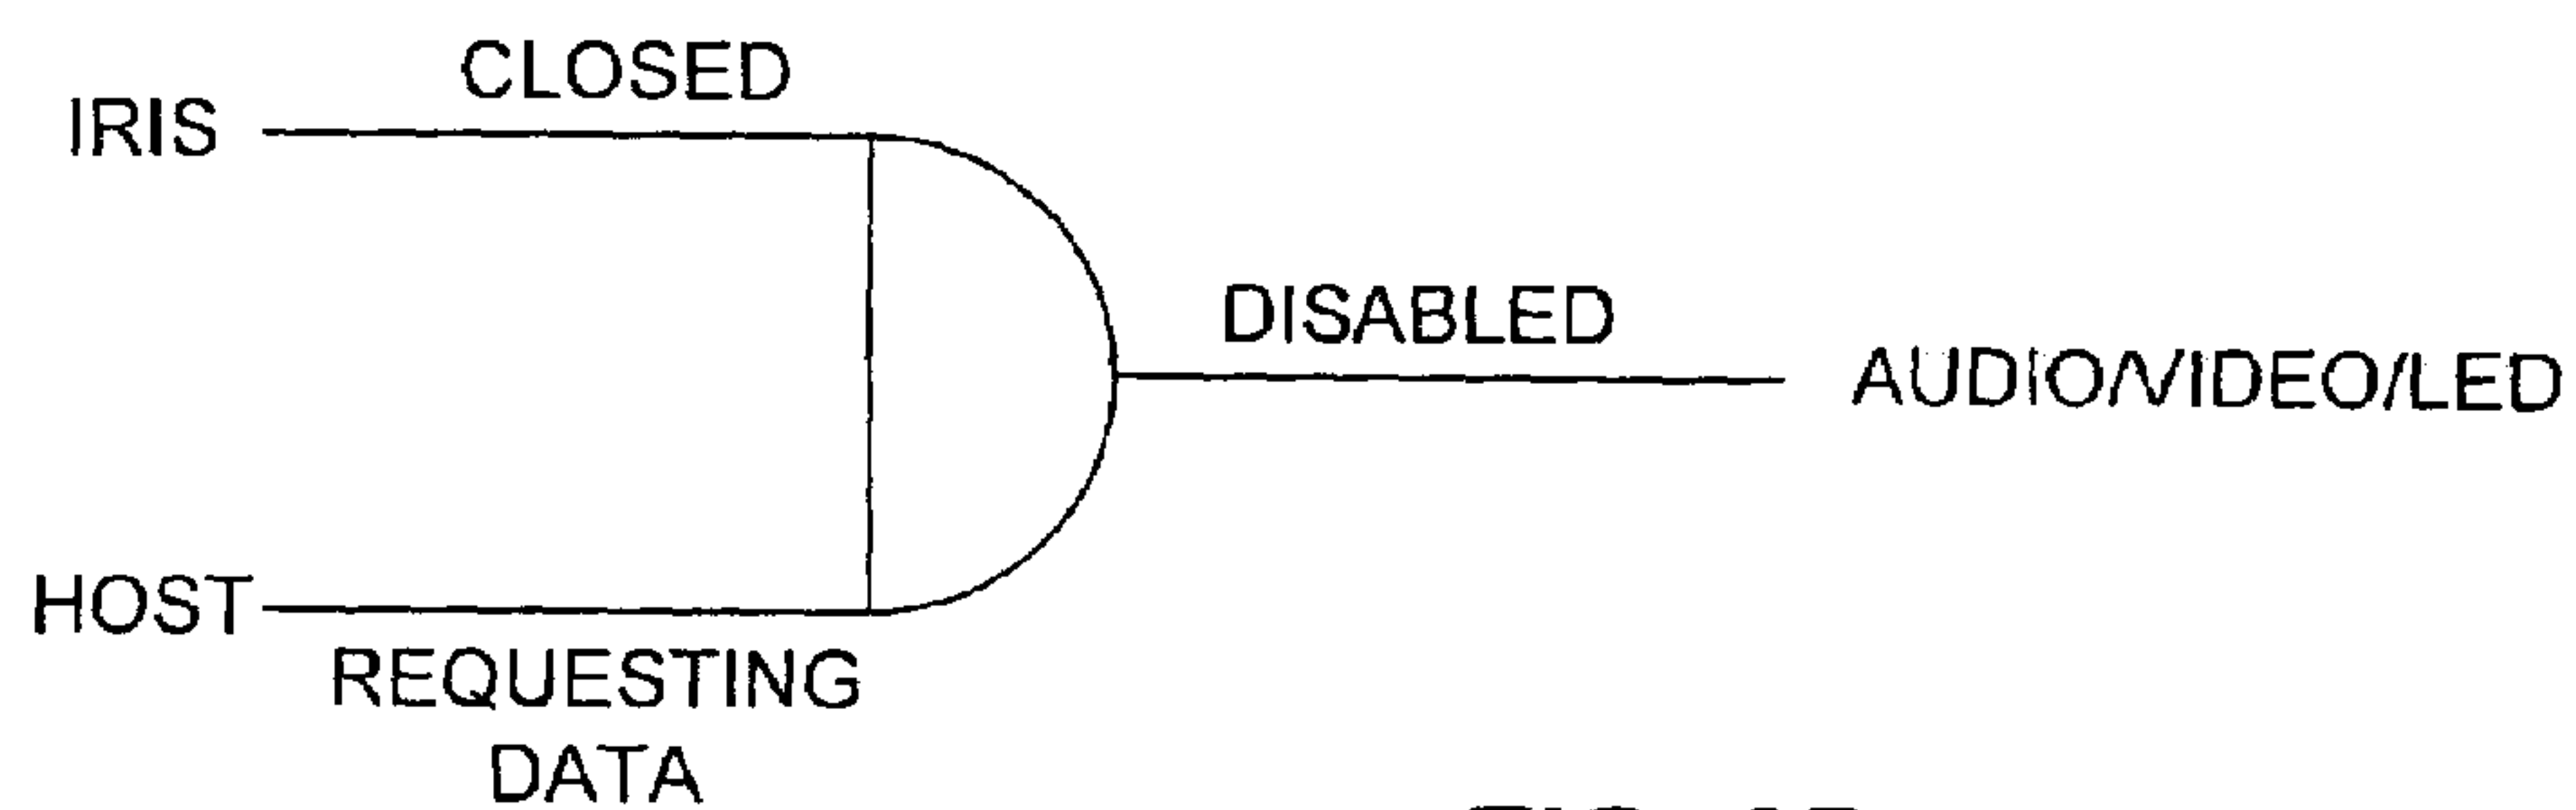 CLOSED
IRIS
DISABLED
AUDIO/VIDEO/LED
HOST
REQUESTING
DATA